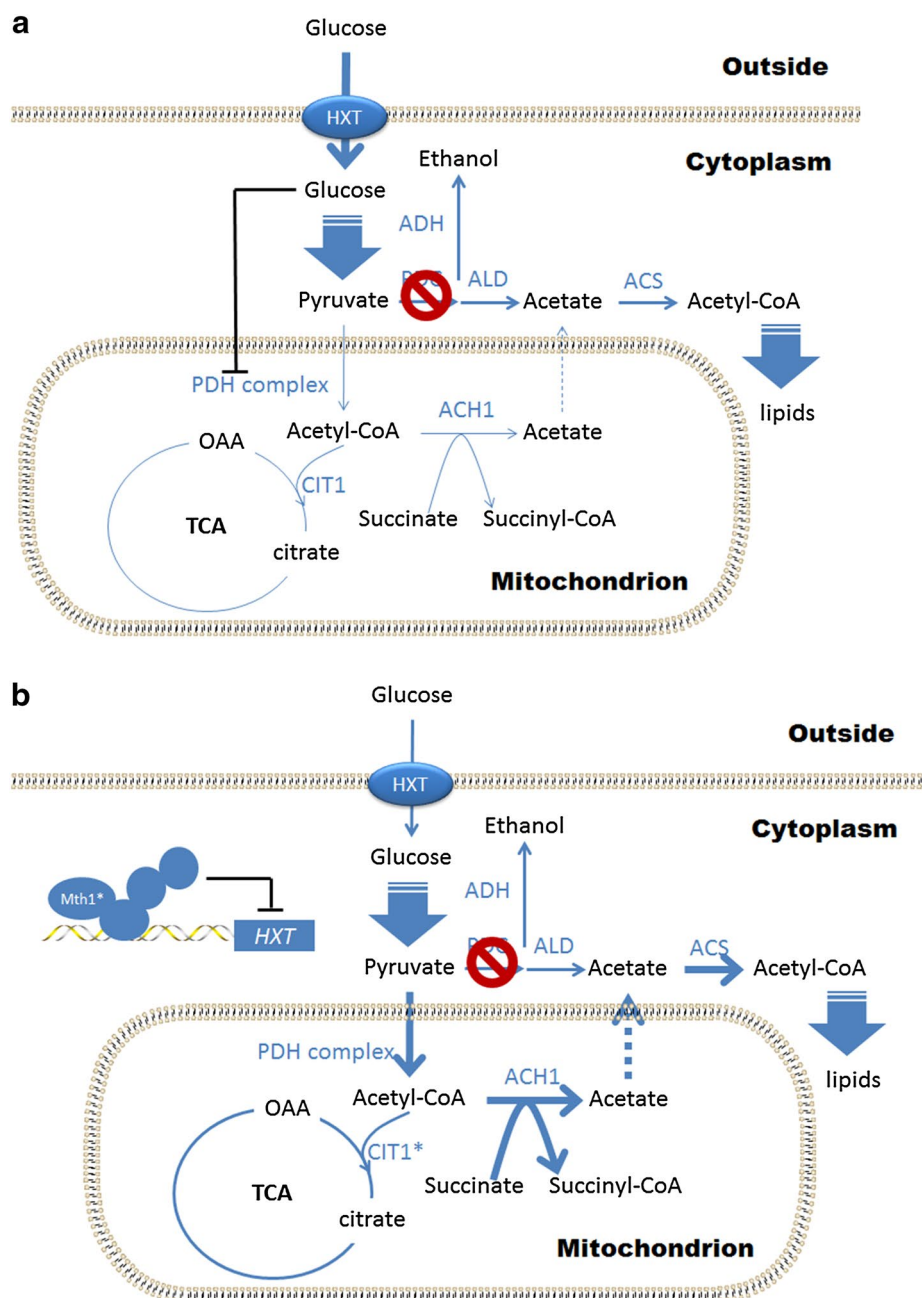 a
Glucose
Outside
HXT
Cytoplasm
Ethanol
Glucose
ADH
ALD
ACS
Pyruvate
Acetate
Acetyl-CoA
PDH complex
lipids
ACH1
Acetyl-CoA
Acetate
OAA
CIT1
TCA
Succinate
Succinyl-CoA
citrate
Mitochondrion
b
Glucose
Outside
HXT
Ethanol
Cytoplasm
Glucose
Mth1*
ADH
HXT
ALD
ACS
Pyruvate
Acetate
Acetyl-CoA
PDH complex
ACH1
lipids
Acetyl-CoA
Acetate
OAA
CIT1*
TCA
Succinate
Succinyl-CoA
citrate
Mitochondrion